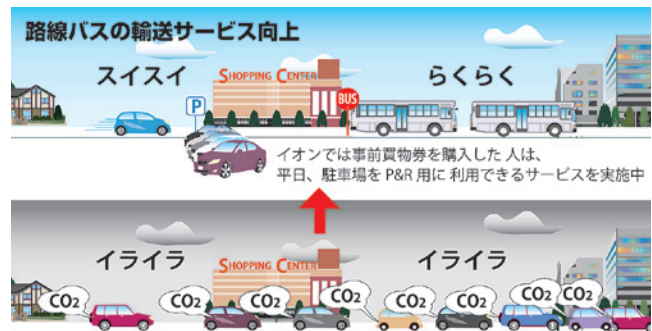 路線バスの輸送サービス向上
スイスイ
SHOPPING CENTER
らくらく
P
BUS
イオンでは事前買物券を購入した 人は、
平日、駐車場を P&R 用に 利用できるサービスを実施中
イライラ
SHOPPING CENTER
イライラ
CO2
CO2
CO2
CO2
CO2
CO2
CO2